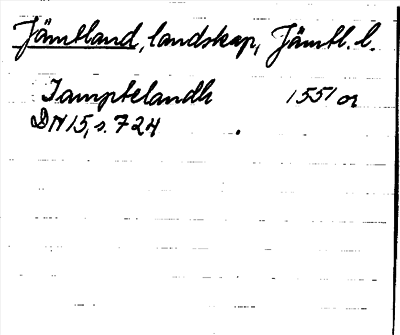 Jämtland, landskap, Jämtl. l.
Jamptelandh 1551 or
DN 15, s. 724